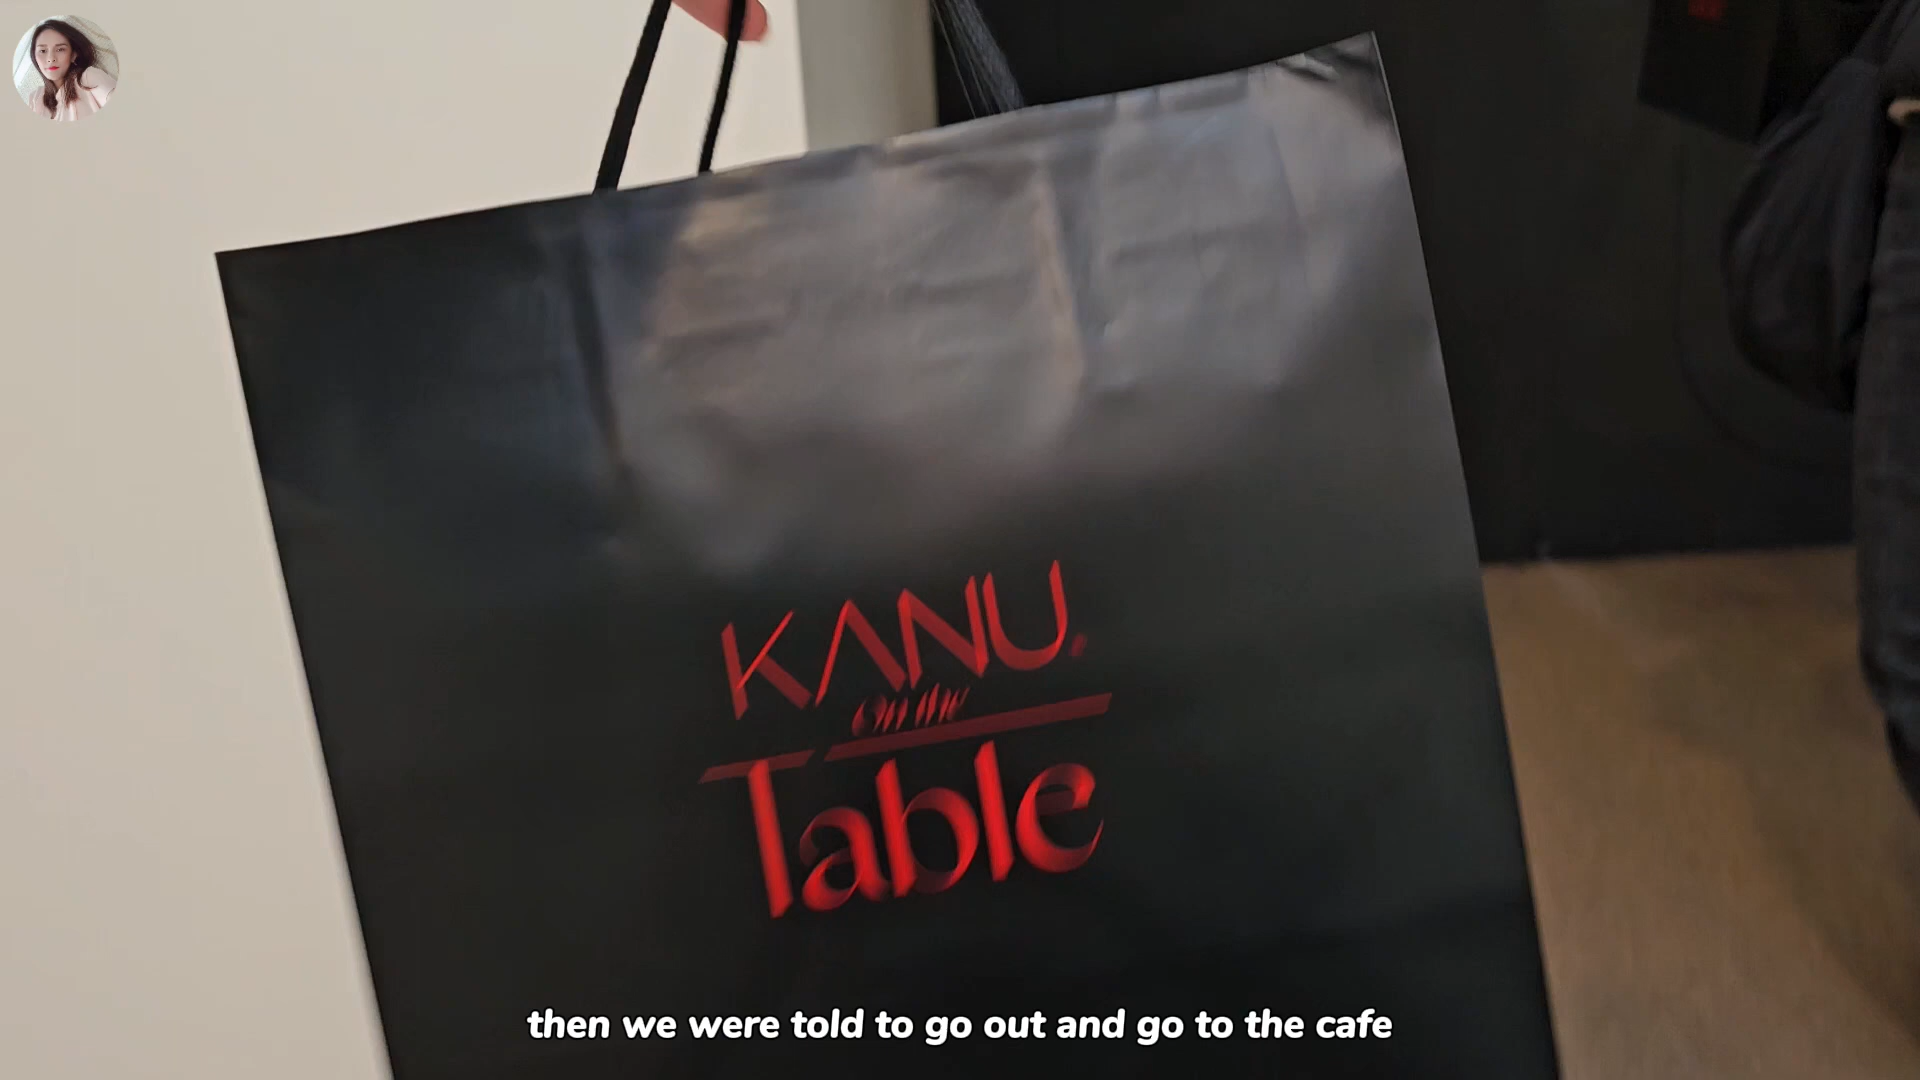 KANU.
On the
Table
then we were told to go out and go to the cafe